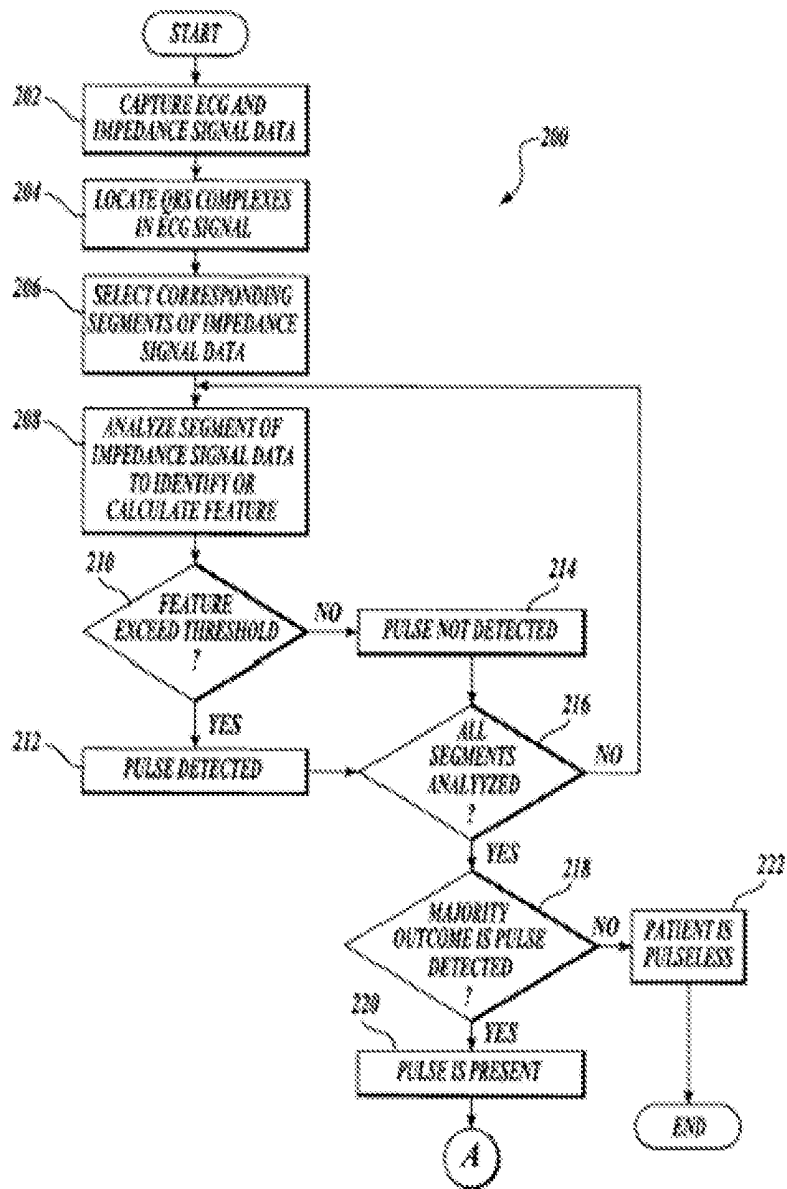 START
202
CAPTURE ECG AND
IMPEDANCE SIGNAL DATA
200
204
LOCATE QRS COMPLEXES
IN ECG SIGNAL
206
SELECT CORRESPONDING
SEGMENTS OF IMPEDANCE
SIGNAL DATA
208
ANALYZE SEGMENT OF
IMPEDANCE SIGNAL DATA
TO IDENTIFY OR
CALCULATE FEATURE
210
FEATURE
EXCEED THRESHOLD
?
NO
214
PULSE NOT DETECTED
YES
212
PULSE DETECTED
216
ALL
SEGMENTS
ANALYZED
?
NO
YES
218
MAJORITY
OUTCOME IS PULSE
DETECTED
?
NO
222
PATIENT IS
PULSELESS
YES
220
PULSE IS PRESENT
A
END